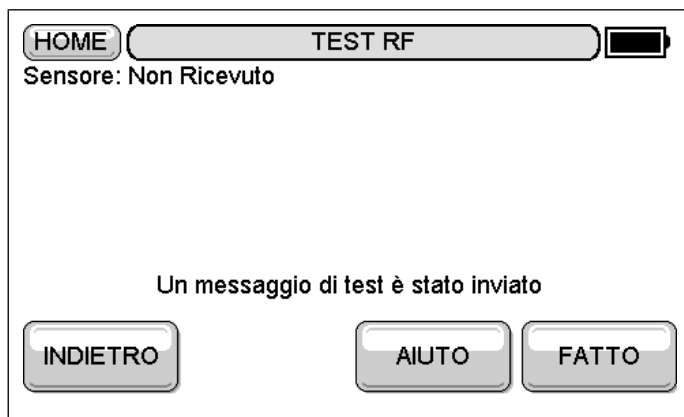 HOME TEST RF
Sensore: Non Ricevuto
Un messaggio di test è stato inviato
INDIETRO AIUTO FATTO